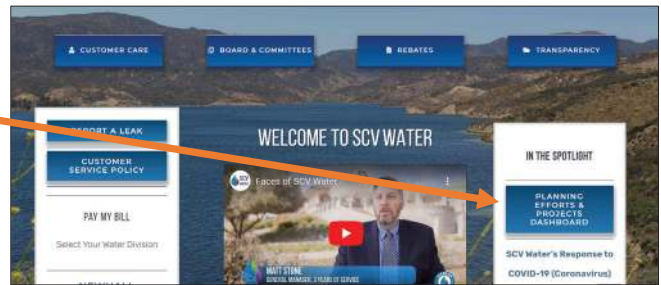 CUSTOMER CARE
BOARD & COMMITTEES
REBATES
TRANSPARENCY
REPORT A LEAK
CUSTOMER
SERVICE POLICY
PAY MY BILL
Select Your Water Division
WELCOME TO SCV WATER
SCV
Faces of SCV Water
MATT STONE
GENERAL MANAGER, 3 YEARS OF SERVICE
IN THE SPOTLIGHT
PLANNING
EFFORTS &
PROJECTS
DASHBOARD
SCV Water's Response to
COVID-19 (Coronavirus)